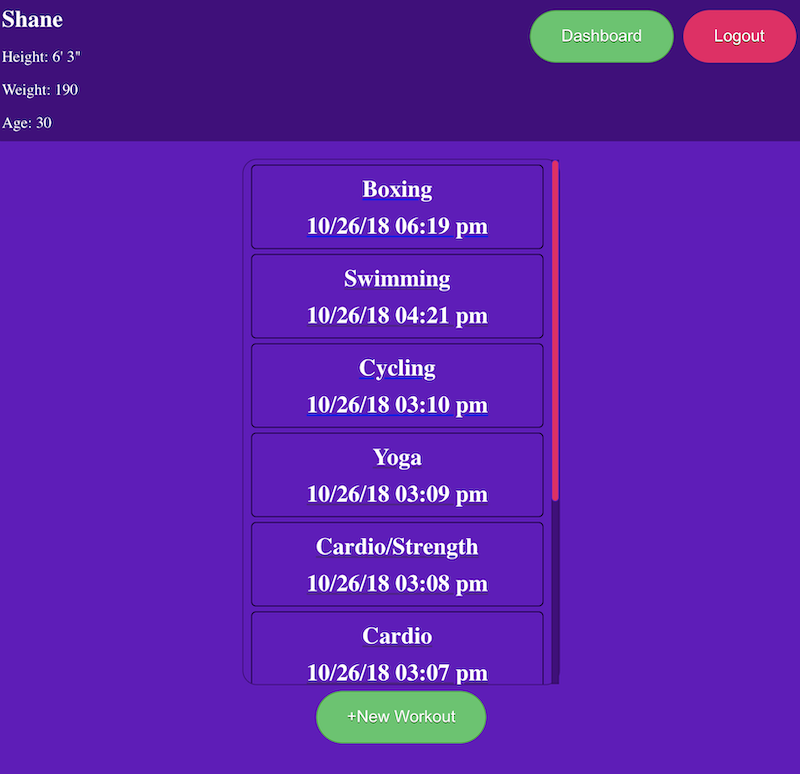 Shane
Dashboard
Logout
Height: 6' 3"
Weight: 190
Age: 30
Boxing
10/26/18 06:19 pm
Swimming
10/26/18 04:21 pm
Cycling
10/26/18 03:10 pm
Yoga
10/26/18 03:09 pm
Cardio/Strength
10/26/18 03:08 pm
Cardio
10/26/18 03:07 pm
+New Workout